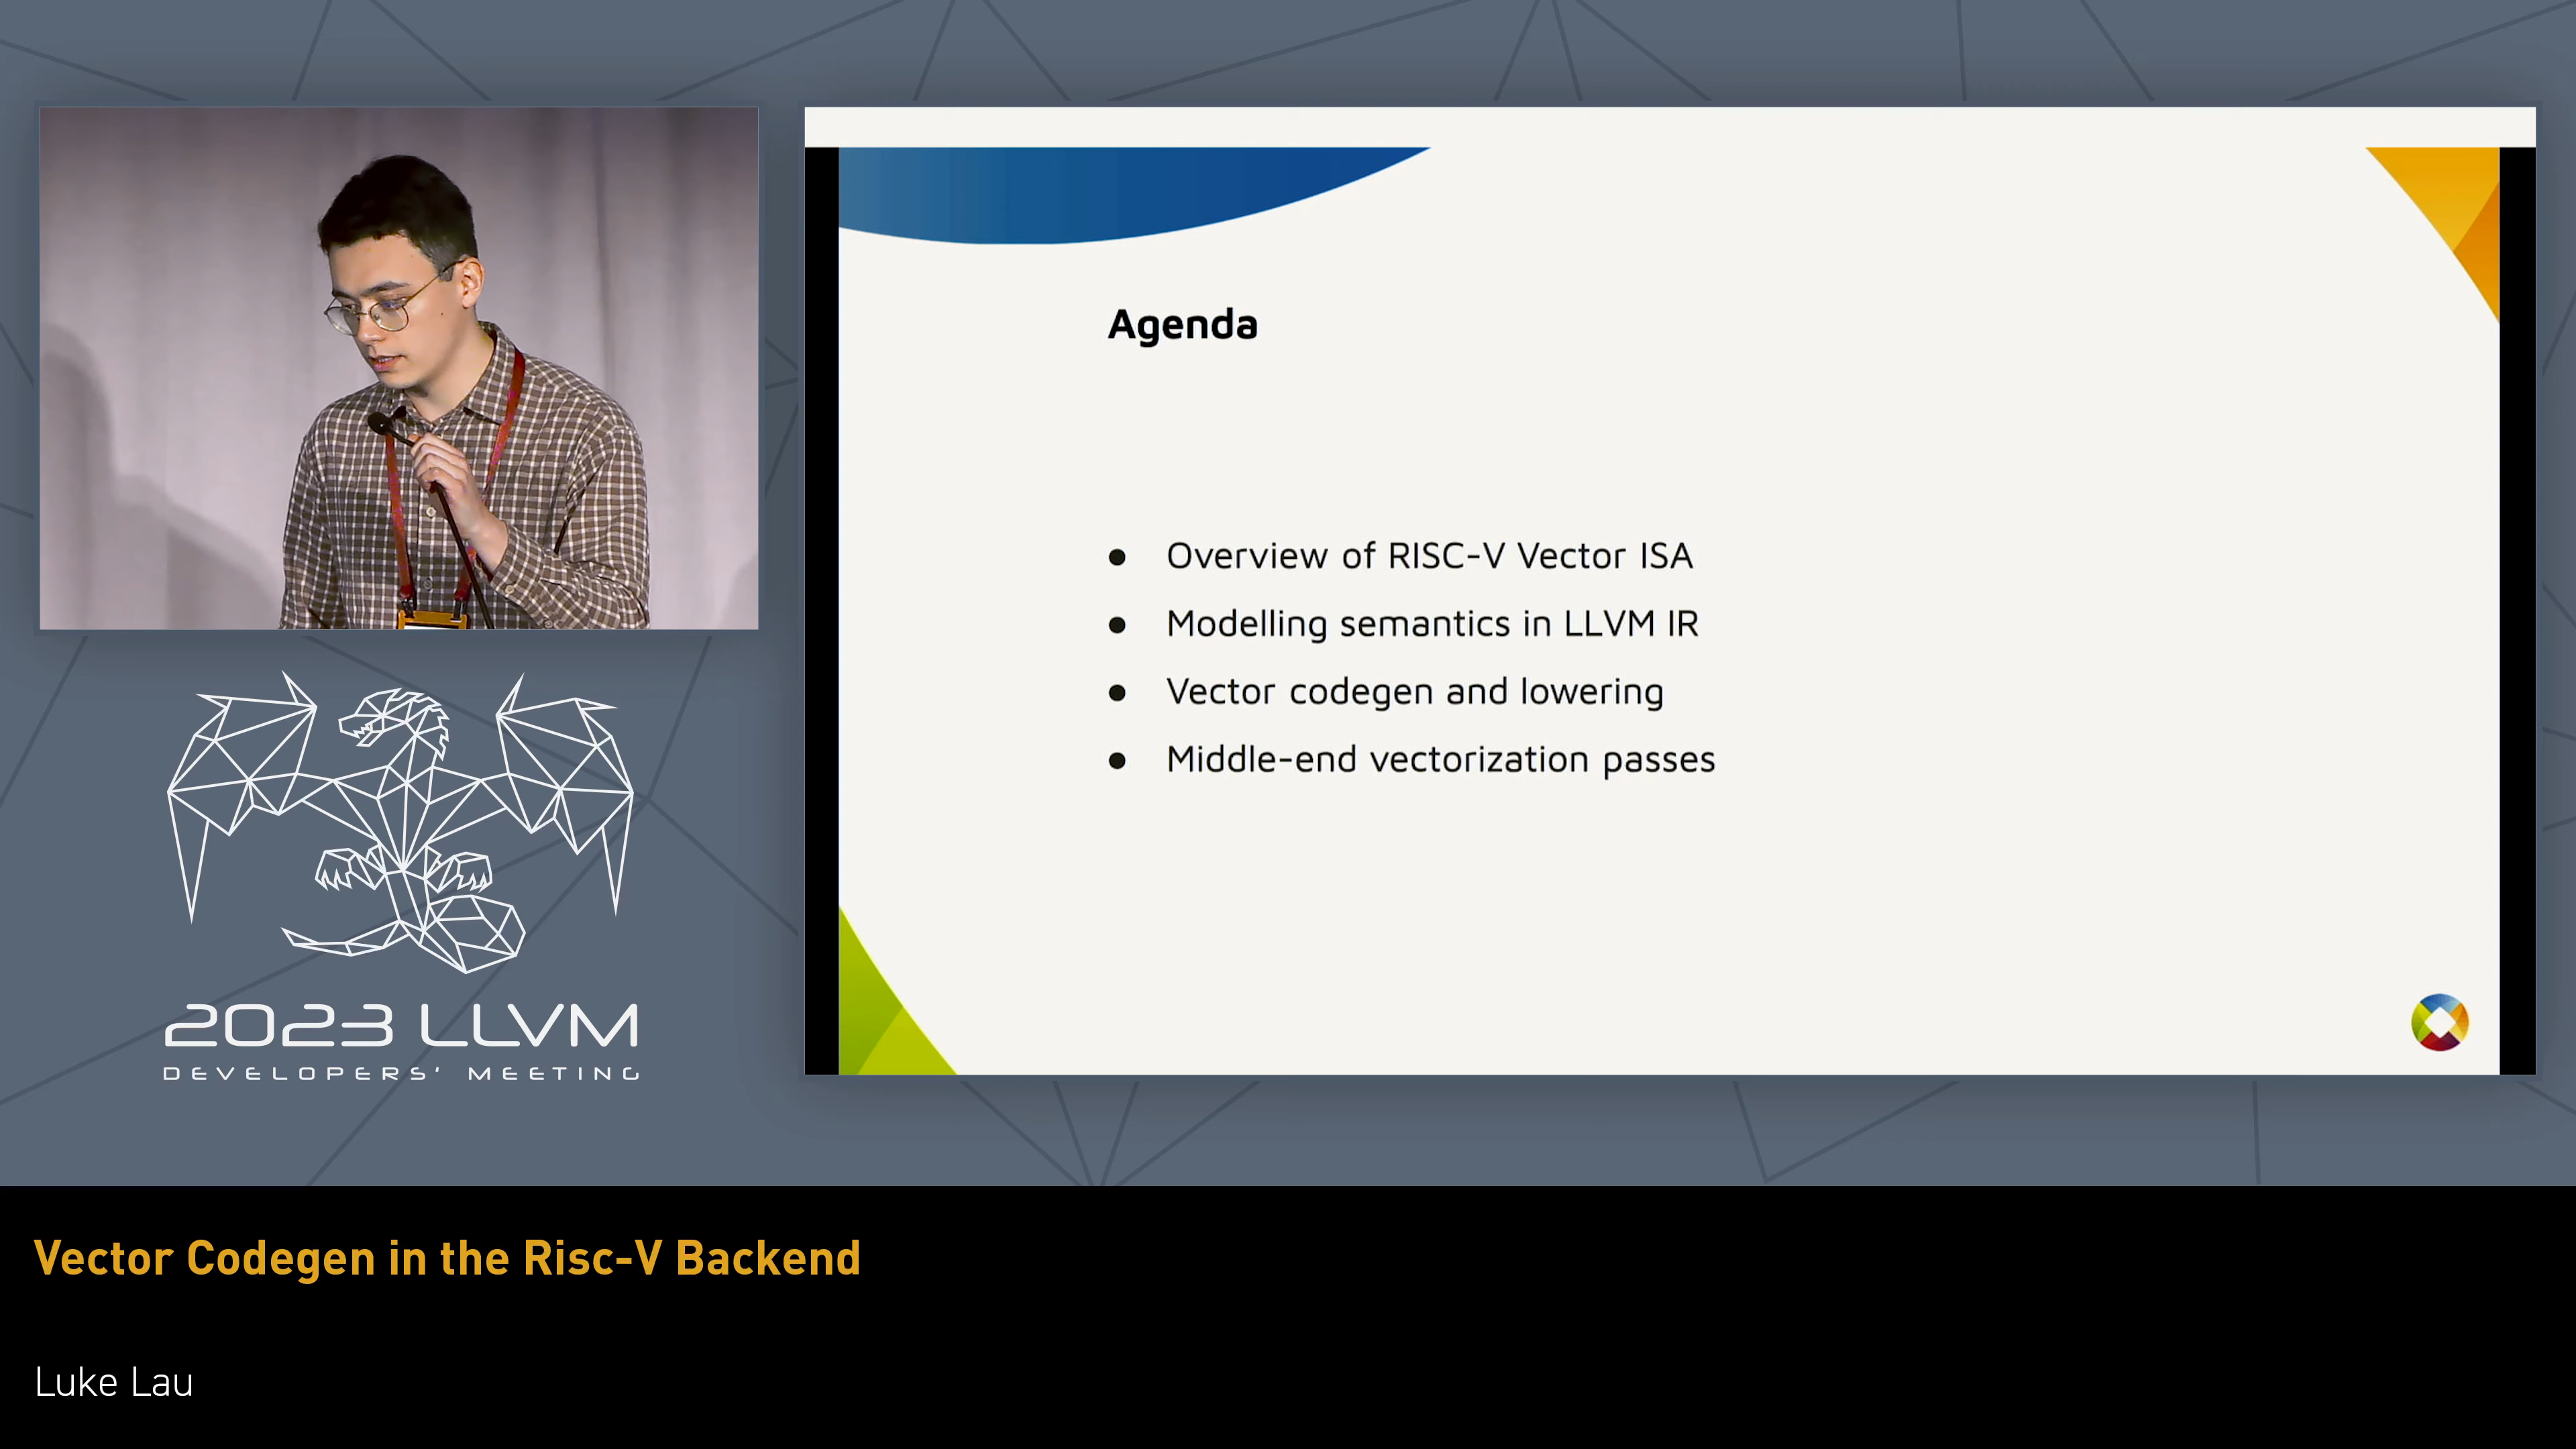 Agenda
● Overview of RISC-V Vector ISA
● Modelling semantics in LLVM IR
● Vector codegen and lowering
● Middle-end vectorization passes
2023 LLVM
DEVELOPERS' MEETING
Vector Codegen in the Risc-V Backend
Luke Lau